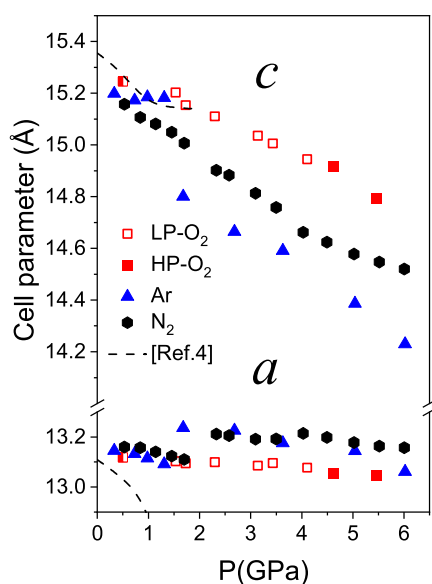 15.4
15.2
15.0
14.8
14.6
14.4
14.2
13.2
13.0
Cell parameter (Å)
c
LP-O₂
HP-O₂
Ar
N₂
[Ref.4]
a
0 1 2 3 4 5 6
P(GPa)